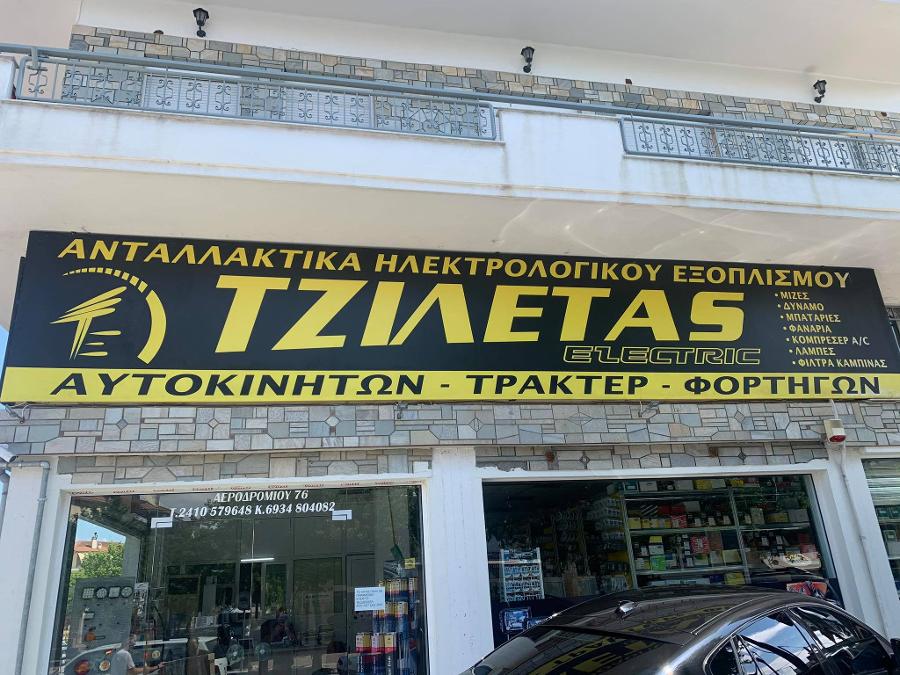 ΑΝΤΑΛΛΑΚΤΙΚΑ ΗΛΕΚΤΡΟΛΟΓΙΚΟΥ ΕΞΟΠΛΙΣΜΟΥ
ΤΖΙΛΕΤΑS
ELECTRIC
• ΜΙΖΕΣ
• ΔΥΝΑΜΟ
• ΜΠΑΤΑΡΙΕΣ
• ΦΑΝΑΡΙΑ
• ΚΟΜΠΡΕΣΕΡ A/C
• ΛΑΜΠΕΣ
• ΦΙΛΤΡΑ ΚΑΜΠΙΝΑΣ
ΑΥΤΟΚΙΝΗΤΩΝ - ΤΡΑΚΤΕΡ - ΦΟΡΤΗΓΩΝ
ΑΕΡΟΔΡΟΜΙΟΥ 76
Τ.2410 579648 Κ.6934 804082